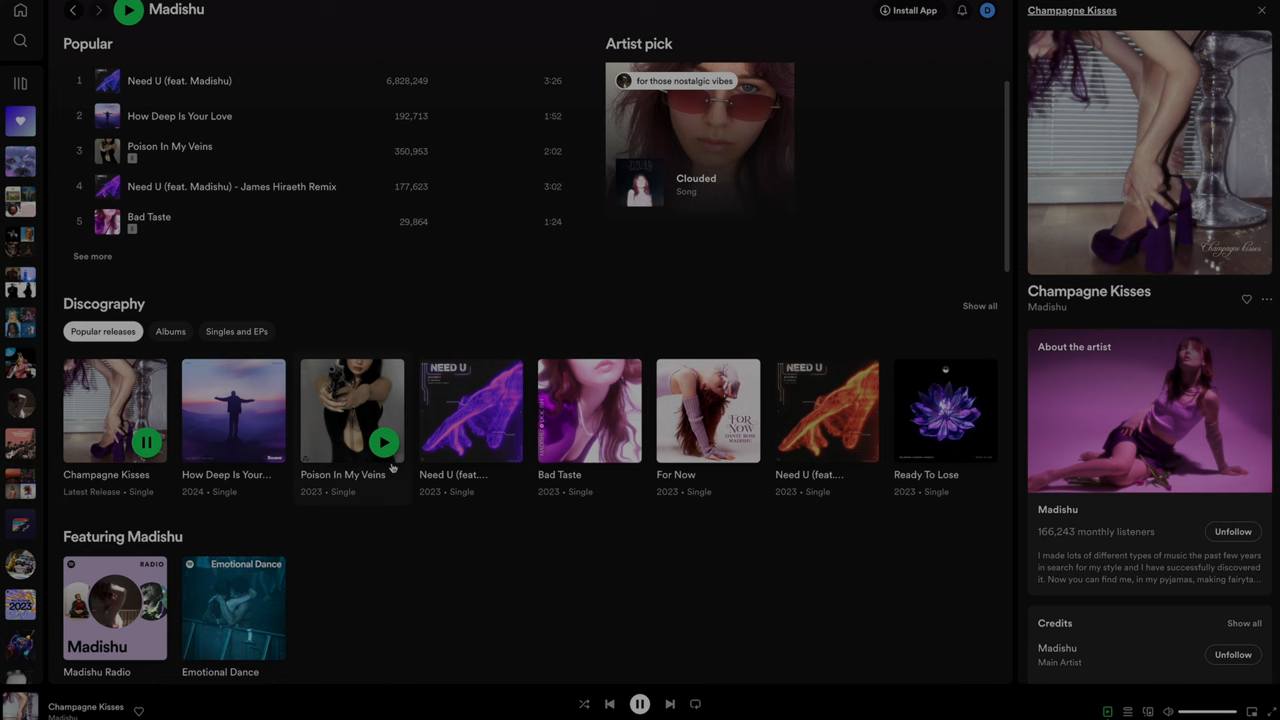 Madishu
Install App
D
Popular
1 Need U (feat. Madishu) 6,828,249 3:26
2 How Deep Is Your Love 192,713 1:52
3 Poison In My Veins 350,953 2:02
E
4 Need U (feat. Madishu) - James Hiraeth Remix 177,623 3:02
5 Bad Taste 29,864 1:24
E
See more
Artist pick
for those nostalgic vibes
Clouded
Song
Discography
Show all
Popular releases
Albums
Singles and EPs
NEED U
FOR NOW
DANTE ROSE
MADISHU
NEED U
Champagne Kisses
Latest Release • Single
How Deep Is Your...
2024 • Single
Poison In My Veins
2023 • Single
Need U (feat....
2023 • Single
Bad Taste
2023 • Single
For Now
2023 • Single
Need U (feat....
2023 • Single
Ready To Lose
2023 • Single
Featuring Madishu
RADIO
Madishu
Madishu Radio
Emotional Dance
Emotional Dance
2023
Champagne Kisses
Champagne Kisses
Champagne Kisses
Madishu
About the artist
Madishu
166,243 monthly listeners
Unfollow
I made lots of different types of music the past few years
in search for my style and I have successfully discovered
it. Now you can find me, in my pyjamas, making fairyta...
Credits
Show all
Madishu
Main Artist
Unfollow
Champagne Kisses
Madishu